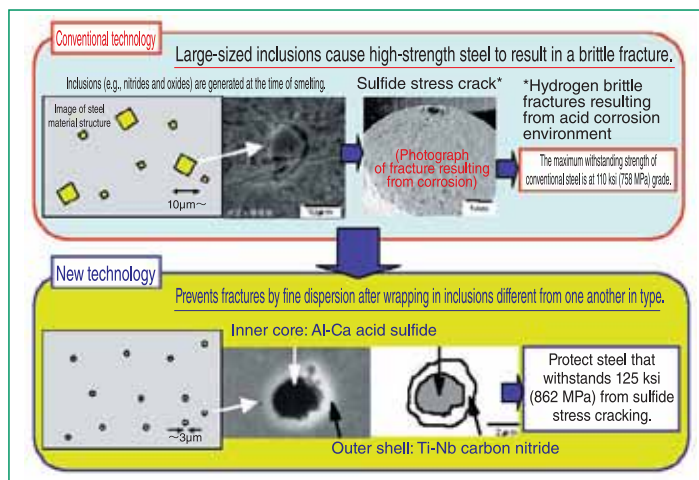 Conventional technology
Large-sized inclusions cause high-strength steel to result in a brittle fracture.
Inclusions (e.g., nitrides and oxides) are generated at the time of smelting.
Image of steel
material structure
10μm~
Sulfide stress crack*
(Photograph
of fracture resulting
from corrosion)
*Hydrogen brittle
fractures resulting
from acid corrosion
environment
The maximum withstanding strength of
conventional steel is at 110 ksi (758 MPa) grade.
New technology
Prevents fractures by fine dispersion after wrapping in inclusions different from one another in type.
Inner core: Al-Ca acid sulfide
~3μm
Outer shell: Ti-Nb carbon nitride
2μm
Protect steel that
withstands 125 ksi
(862 MPa) from sulfide
stress cracking.